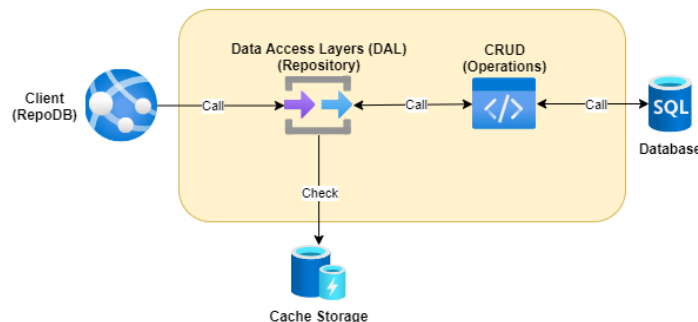 Data Access Layers (DAL)
(Repository)
CRUD
(Operations)
Client
(RepoDB)
Call
Call
Call
SQL
Database
Check
Cache Storage